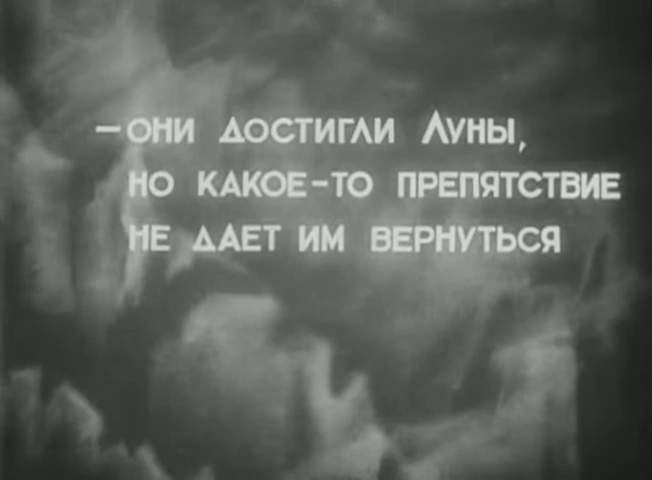 – ОНИ ДОСТИГЛИ ЛУНЫ,
НО КАКОЕ-ТО ПРЕПЯТСТВИЕ
НЕ ДАЕТ ИМ ВЕРНУТЬСЯ